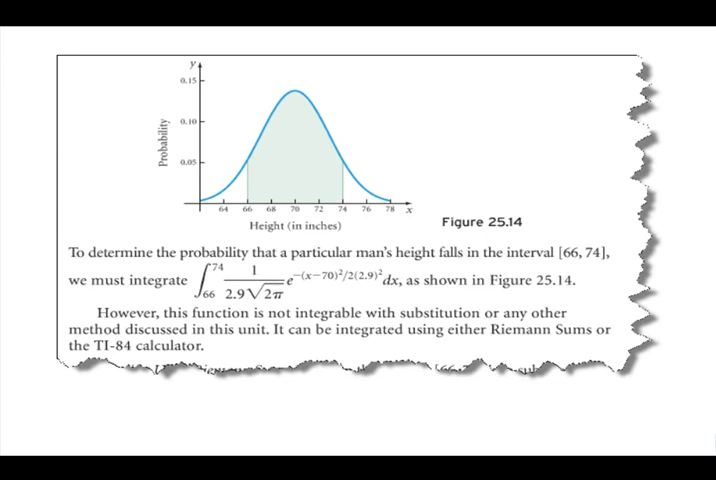 y
0.15
0.10
0.05
Probability
64 66 68 70 72 74 76 78 x
Height (in inches)
Figure 25.14
To determine the probability that a particular man's height falls in the interval [66, 74],
we must integrate ∫₆₆⁷⁴ 1/(2.9√2π) e^−(x−70)²/2(2.9)² dx, as shown in Figure 25.14.
However, this function is not integrable with substitution or any other
method discussed in this unit. It can be integrated using either Riemann Sums or
the TI-84 calculator.